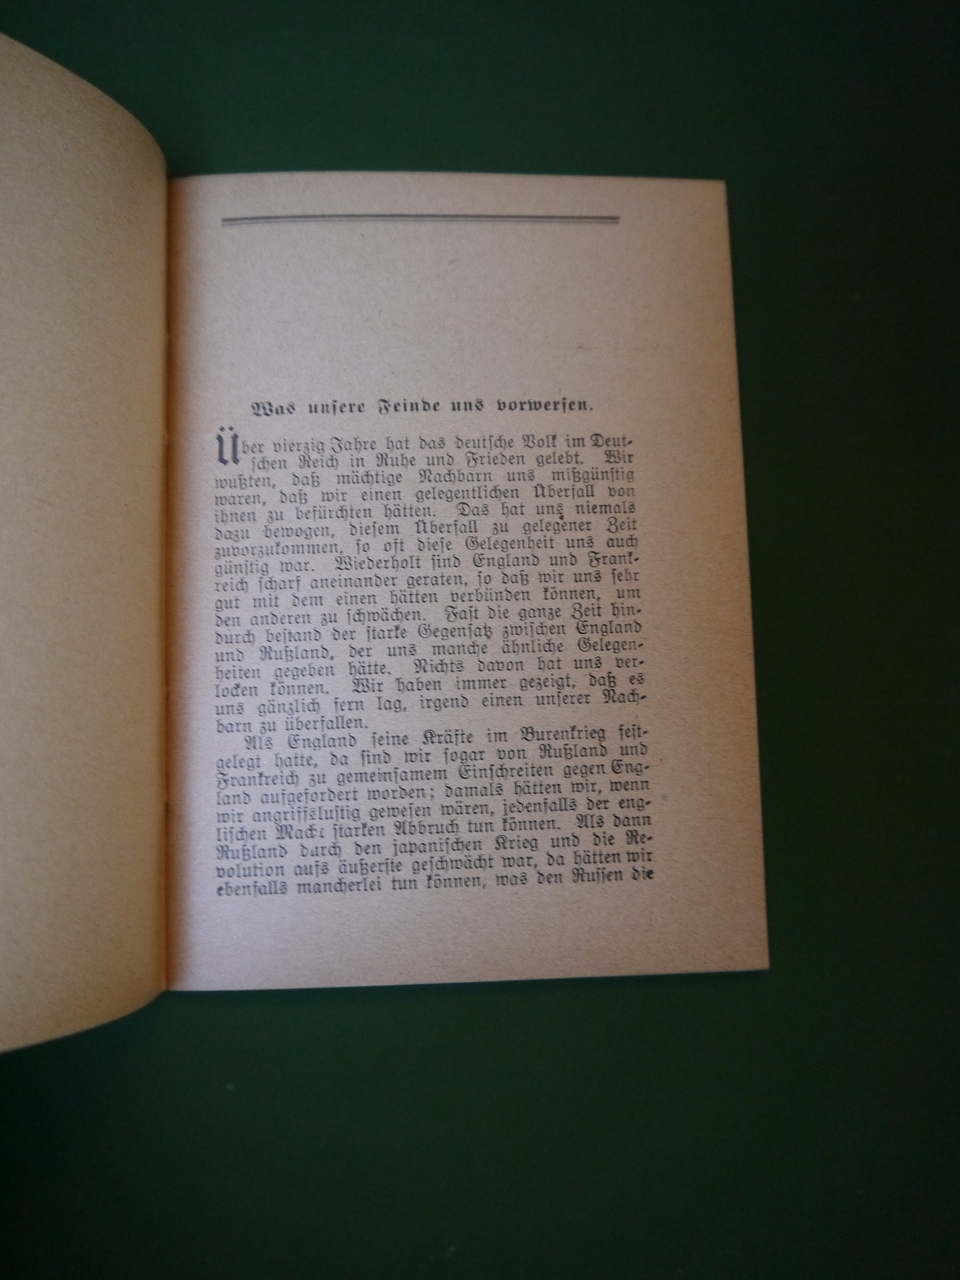 Was unsere Feinde uns vorwerfen.
Über vierzig Jahre hat das deutsche Volk im Deut-
schen Reich in Ruhe und Frieden gelebt. Wir
wußten, daß mächtige Nachbarn uns mißgünstig
waren, daß wir einen gelegentlichen Überfall von
ihnen zu befürchten hätten. Das hat uns niemals
dazu bewogen, diesem Überfall zu gelegener Zeit
zuvorzukommen, so oft diese Gelegenheit uns auch
günstig war. Wiederholt sind England und Frank-
reich scharf aneinander geraten, so daß wir uns sehr
gut mit dem einen hätten verbünden können, um
den anderen zu schwächen. Fast die ganze Zeit hin-
durch bestand der starke Gegensatz zwischen England
und Rußland, der uns manche ähnliche Gelegen-
heiten gegeben hätte. Nichts davon hat uns ver-
locken können. Wir haben immer gezeigt, daß es
uns gänzlich fern lag, irgend einen unserer Nach-
barn zu überfallen.
Als England seine Kräfte im Burenkrieg fest-
gelegt hatte, da sind wir sogar von Rußland und
Frankreich zu gemeinsamem Einschreiten gegen Eng-
land aufgefordert worden; damals hätten wir, wenn
wir angriffslustig gewesen wären, jedenfalls der eng-
lischen Macht starken Abbruch tun können. Als dann
Rußland durch den japanischen Krieg und die Re-
volution aufs äußerste geschwächt war, da hätten wir
ebenfalls mancherlei tun können, was den Russen die